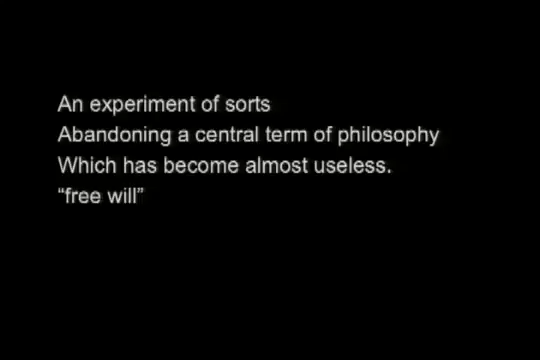 An experiment of sorts
Abandoning a central term of philosophy
Which has become almost useless.
“free will”